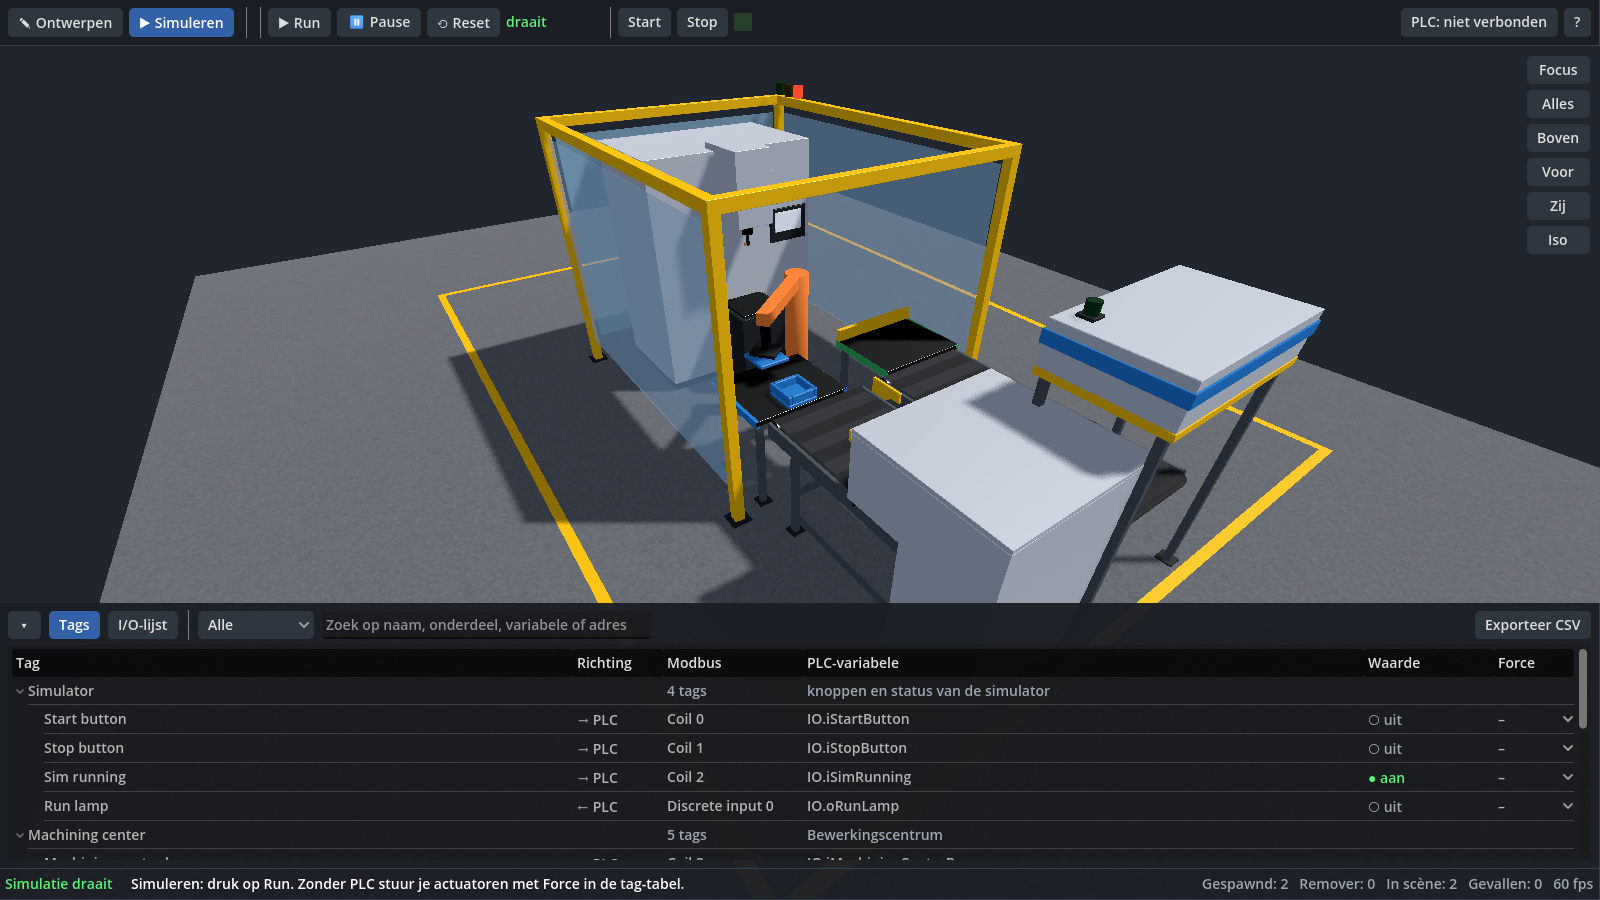 Ontwerpen Simuleren Run Pause Reset draait Start Stop PLC: niet verbonden ?
Focus
Alles
Boven
Voor
Zij
Iso
Tags I/O-lijst Alle Zoek op naam, onderdeel, variabele of adres Exporteer CSV
Tag Richting Modbus PLC-variabele Waarde Force
Simulator 4 tags knoppen en status van de simulator
Start button → PLC Coil 0 IO.iStartButton uit –
Stop button → PLC Coil 1 IO.iStopButton uit –
Sim running → PLC Coil 2 IO.iSimRunning aan –
Run lamp ← PLC Discrete input 0 IO.oRunLamp uit –
Machining center 5 tags Bewerkingscentrum
Simulatie draait Simuleren: druk op Run. Zonder PLC stuur je actuatoren met Force in de tag-tabel. Gespawnd: 2 Remover: 0 In scène: 2 Gevallen: 0 60 fps